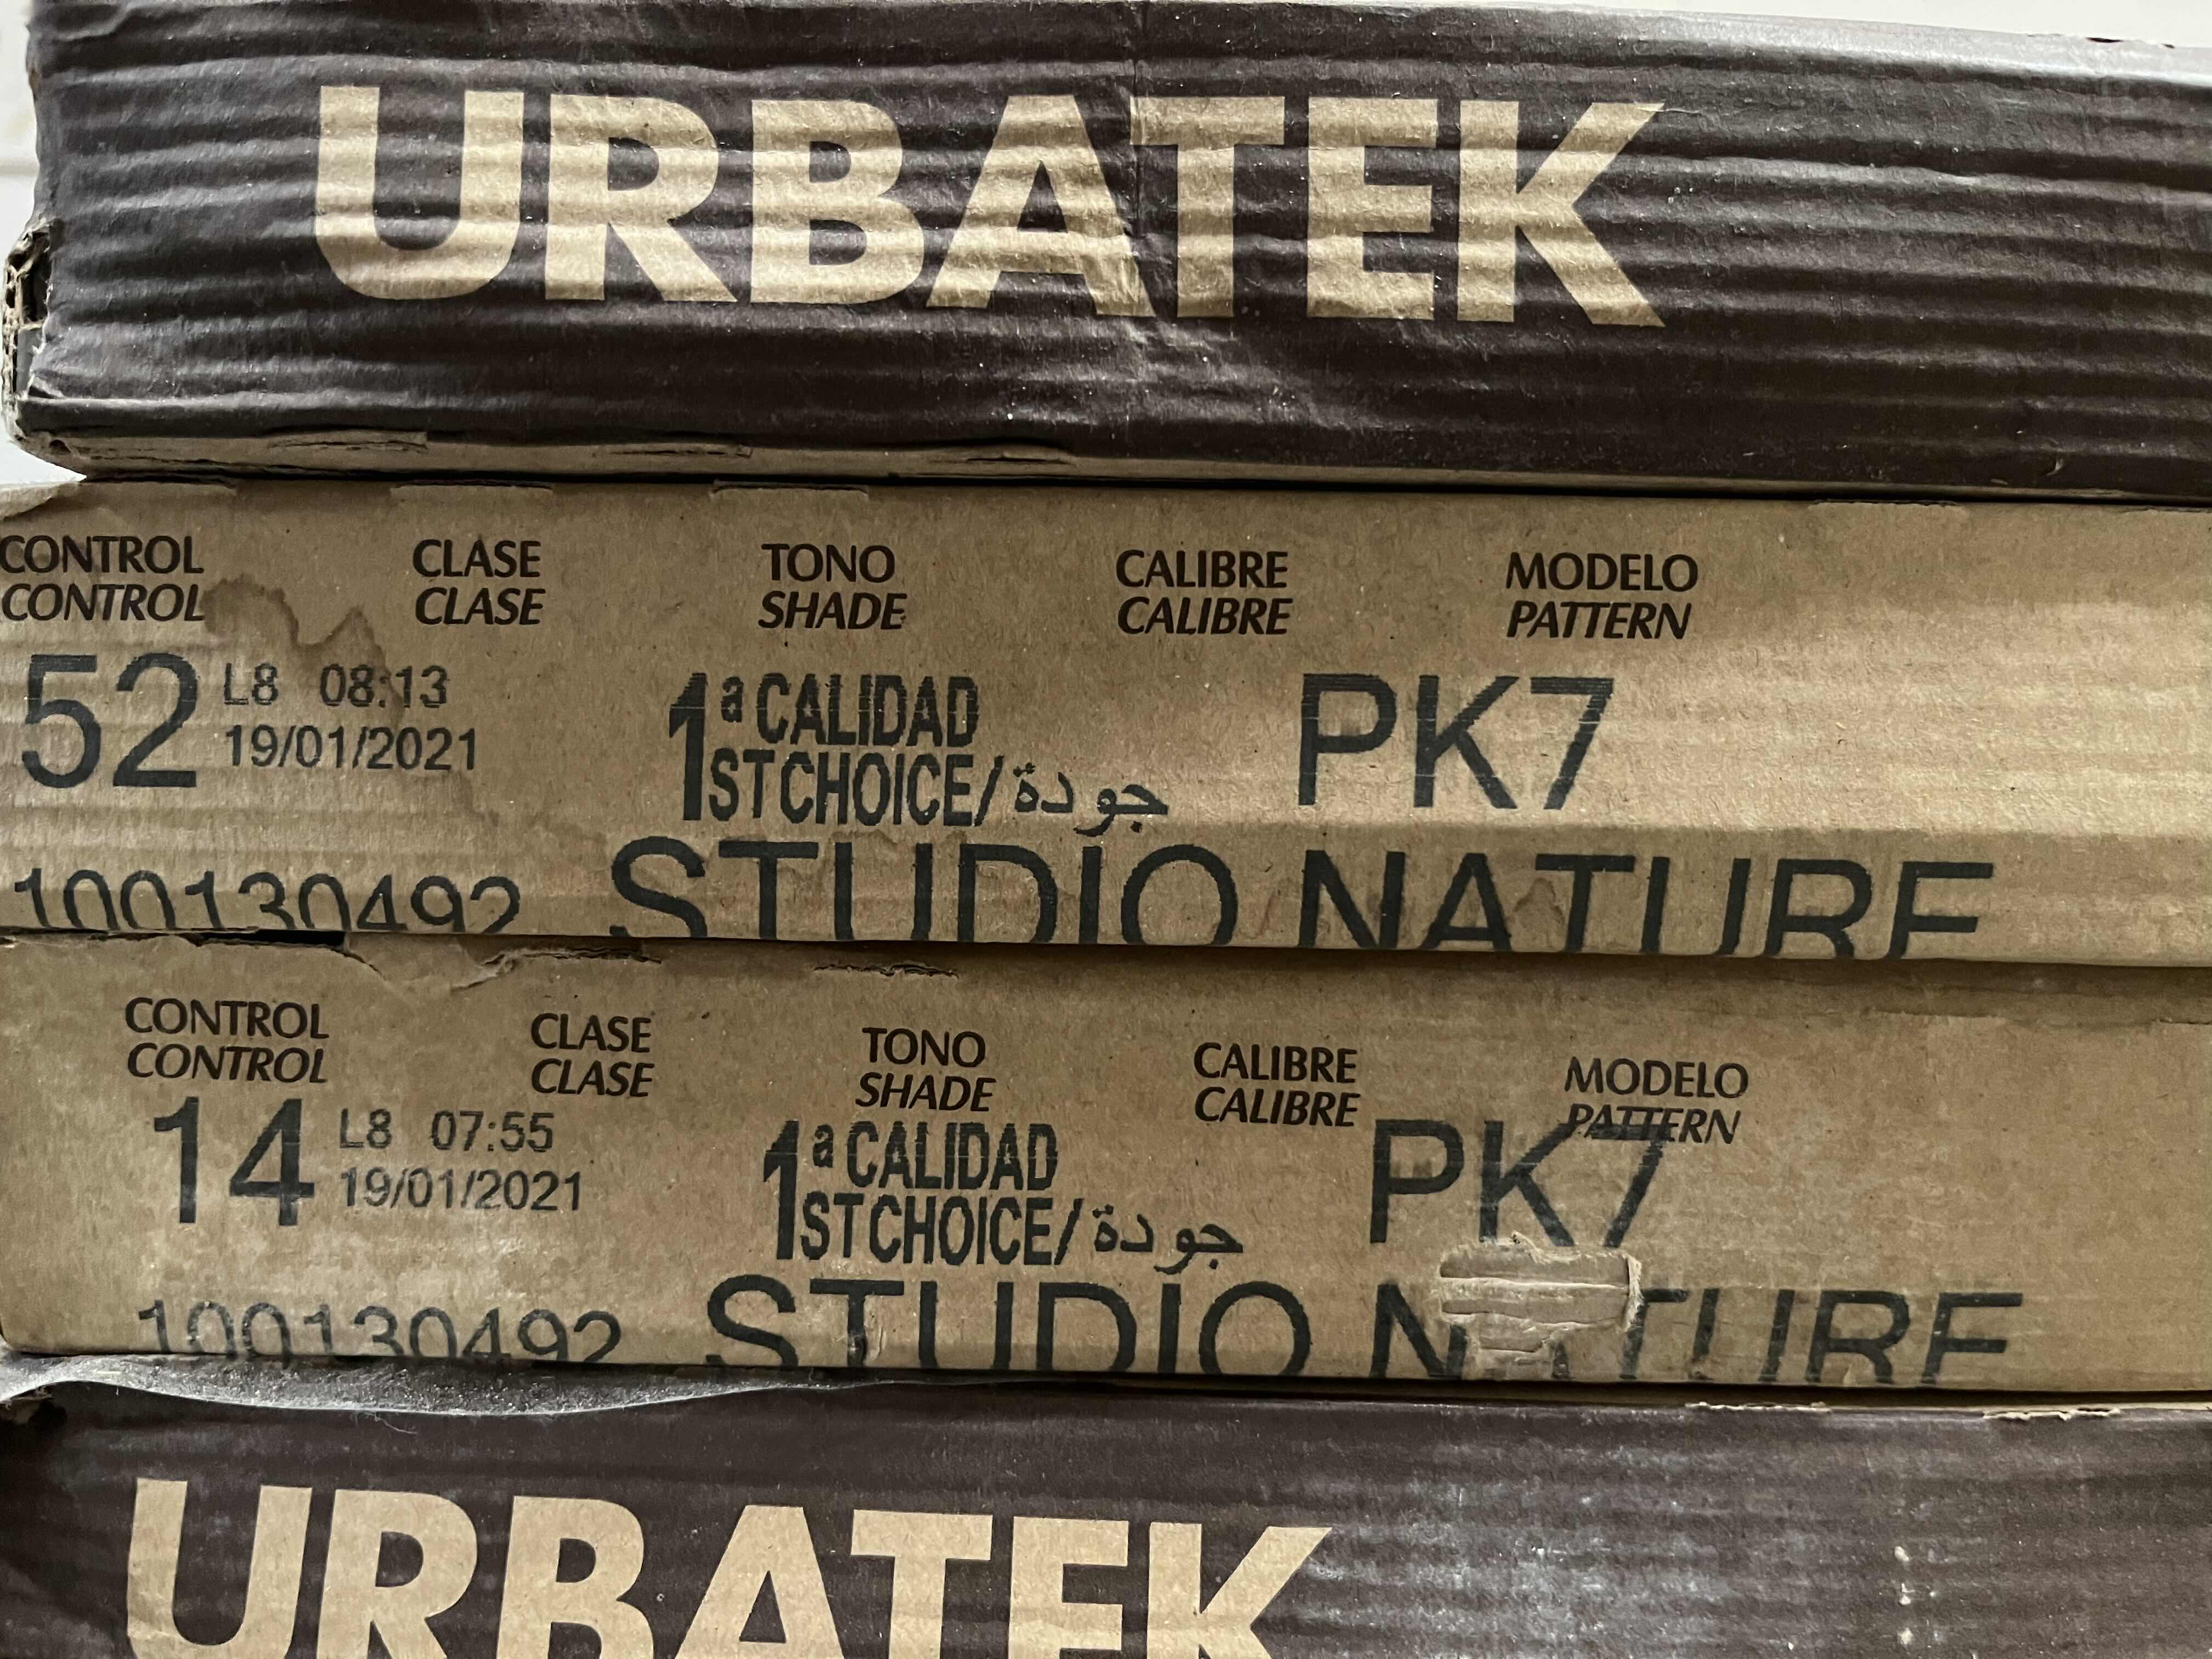 URBATEK
CONTROL CLASE TONO CALIBRE MODELO
CONTROL CLASE SHADE CALIBRE PATTERN
52 L8 08:13 1ª CALIDAD PK7
19/01/2021 1ST CHOICE/ جودة
100130492 STUDIO NATURE
CONTROL CLASE TONO CALIBRE MODELO
CONTROL CLASE SHADE CALIBRE PATTERN
14 L8 07:55 1ª CALIDAD PK7
19/01/2021 1ST CHOICE/ جودة
100130492 STUDIO NATURE
URBATEK